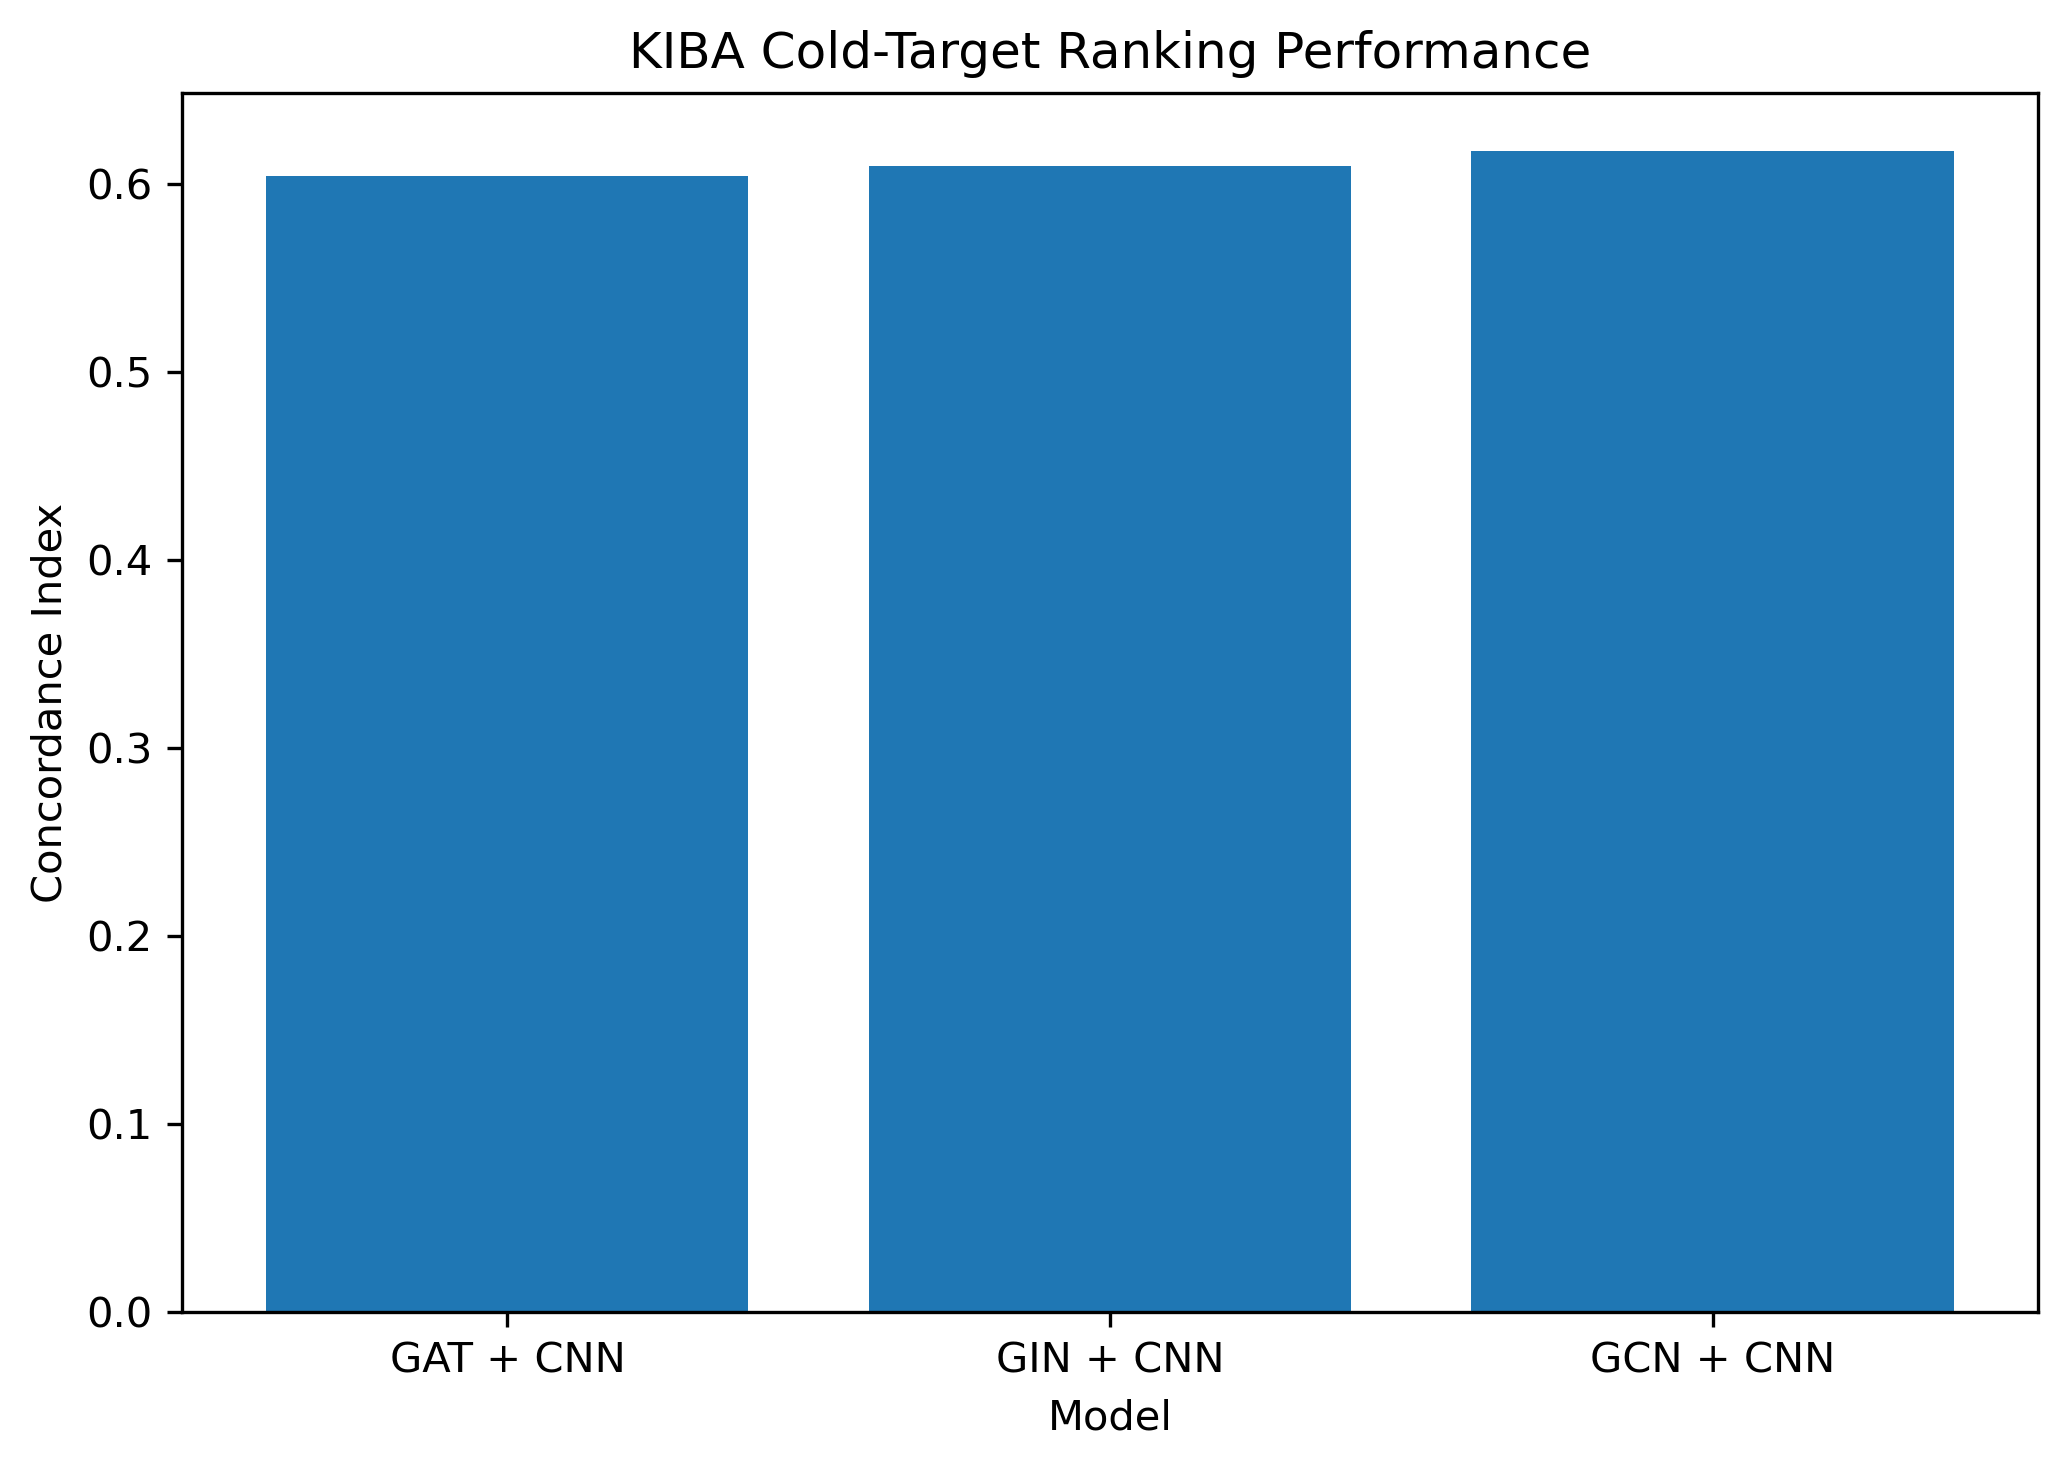 KIBA Cold-Target Ranking Performance
Concordance Index
0.6
0.5
0.4
0.3
0.2
0.1
0.0
GAT + CNN
GIN + CNN
GCN + CNN
Model